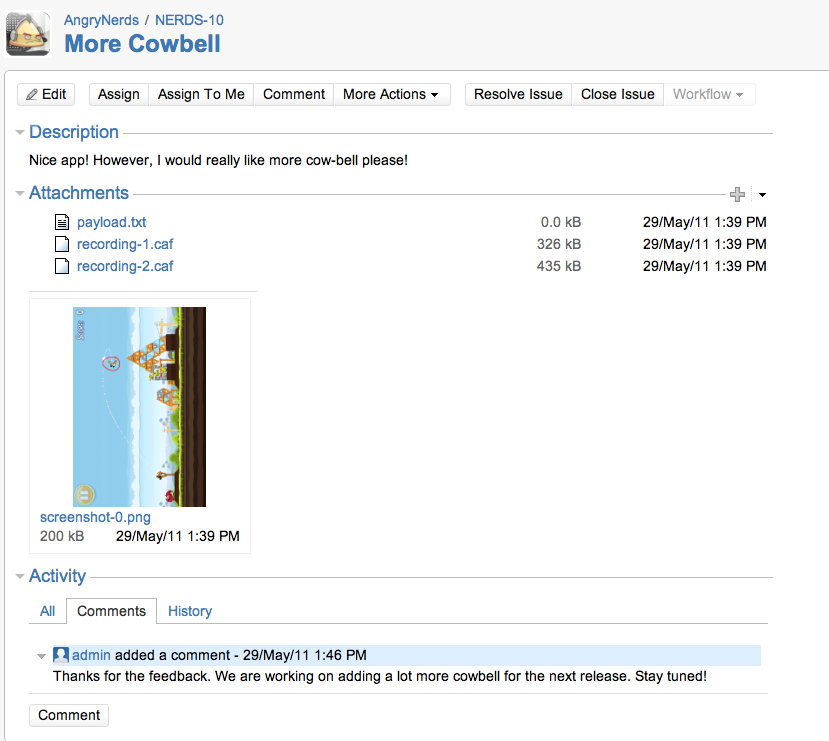 AngryNerds / NERDS-10
More Cowbell
Edit Assign Assign To Me Comment More Actions Resolve Issue Close Issue Workflow
Description
Nice app! However, I would really like more cow-bell please!
Attachments
payload.txt 0.0 kB 29/May/11 1:39 PM
recording-1.caf 326 kB 29/May/11 1:39 PM
recording-2.caf 435 kB 29/May/11 1:39 PM
screenshot-0.png
200 kB 29/May/11 1:39 PM
Activity
All Comments History
admin added a comment - 29/May/11 1:46 PM
Thanks for the feedback. We are working on adding a lot more cowbell for the next release. Stay tuned!
Comment